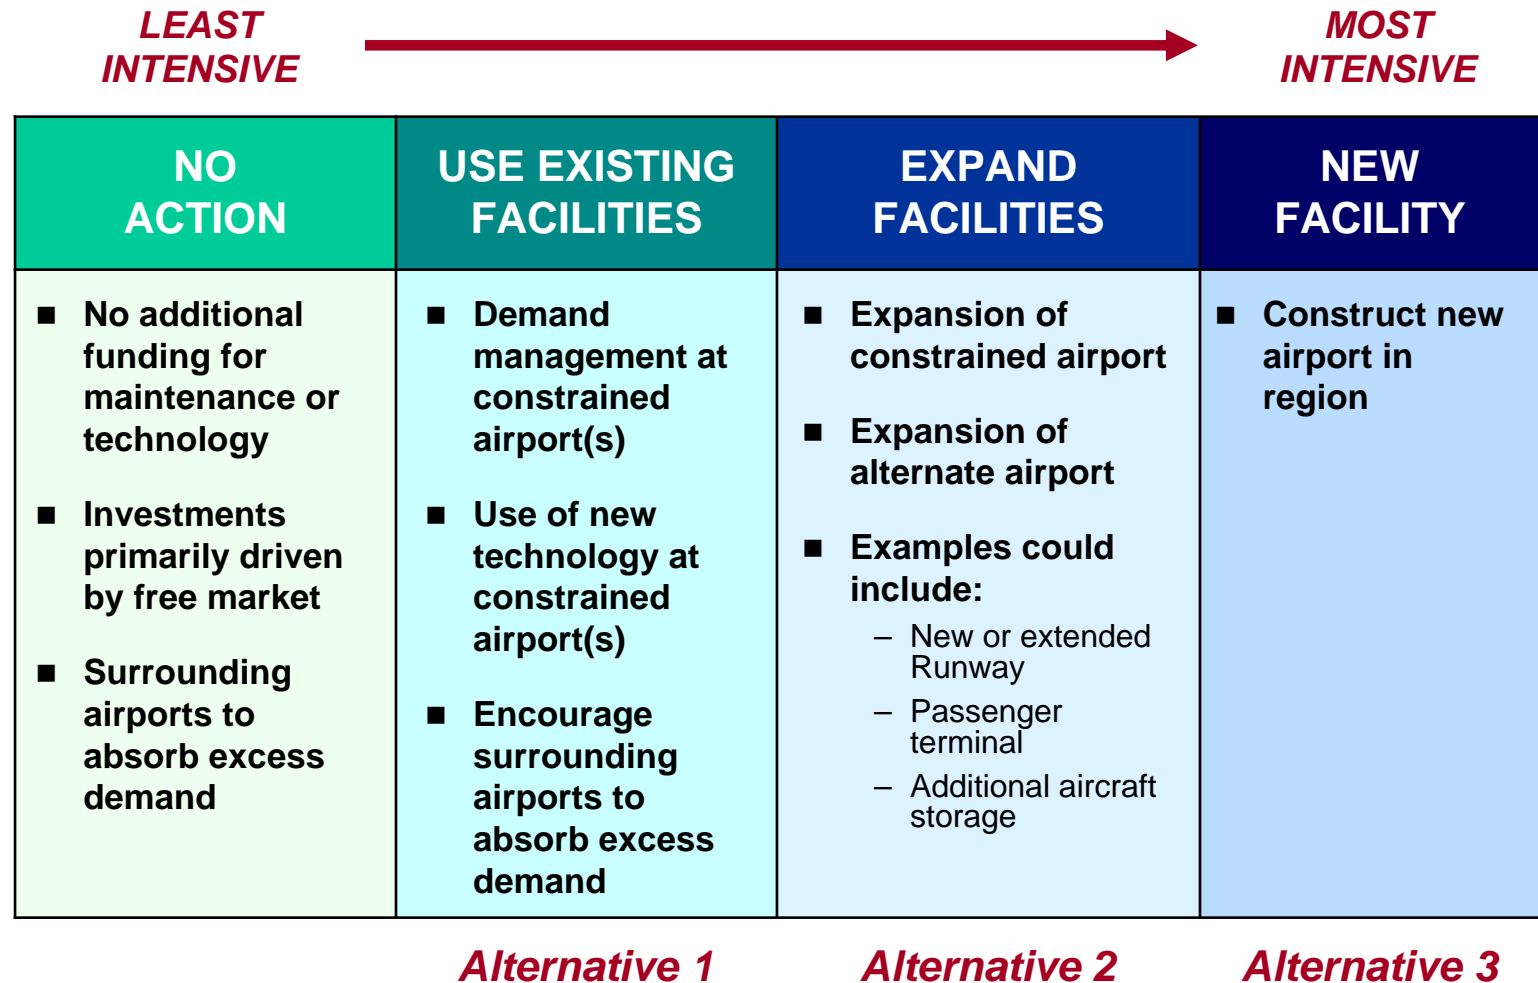 LEAST
INTENSIVE
MOST
INTENSIVE
NO
ACTION
USE EXISTING
FACILITIES
EXPAND
FACILITIES
NEW
FACILITY
■ No additional
funding for
maintenance or
technology
■ Investments
primarily driven
by free market
■ Surrounding
airports to
absorb excess
demand
■ Demand
management at
constrained
airport(s)
■ Use of new
technology at
constrained
airport(s)
■ Encourage
surrounding
airports to
absorb excess
demand
■ Expansion of
constrained airport
■ Expansion of
alternate airport
■ Examples could
include:
– New or extended
Runway
– Passenger
terminal
– Additional aircraft
storage
■ Construct new
airport in
region
Alternative 1
Alternative 2
Alternative 3